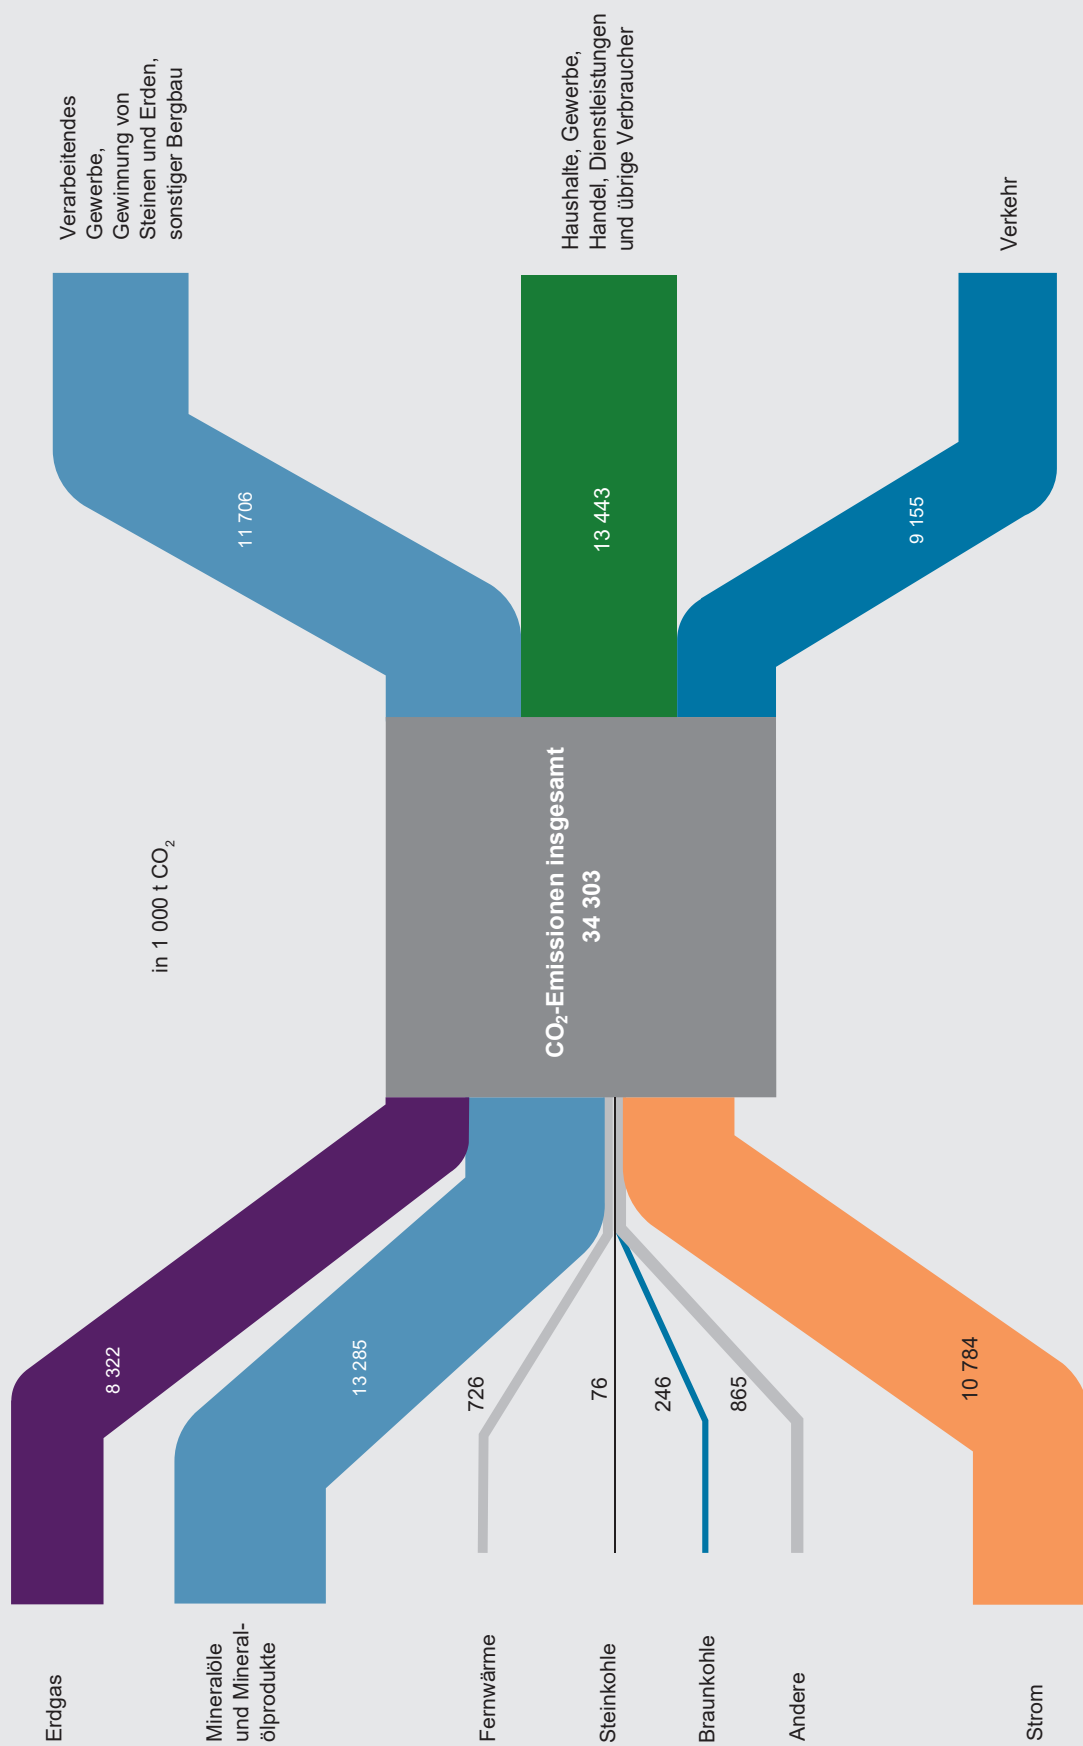 in 1 000 t CO₂
Erdgas
8 322
Mineralöle
und Mineral-
ölprodukte
13 285
Fernwärme
726
Steinkohle
76
Braunkohle
246
Andere
865
Strom
10 784
CO₂-Emissionen insgesamt
34 303
11 706
Verarbeitendes
Gewerbe,
Gewinnung von
Steinen und Erden,
sonstiger Bergbau
13 443
Haushalte, Gewerbe,
Handel, Dienstleistungen
und übrige Verbraucher
9 155
Verkehr